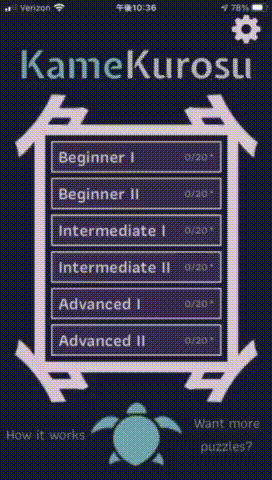 Verizon 午後10:36 78%
KameKurosu
Beginner I 0/20 *
Beginner II 0/20 *
Intermediate I 0/20 *
Intermediate II 0/20 *
Advanced I 0/20 *
Advanced II 0/20 *
How it works
Want more
puzzles?